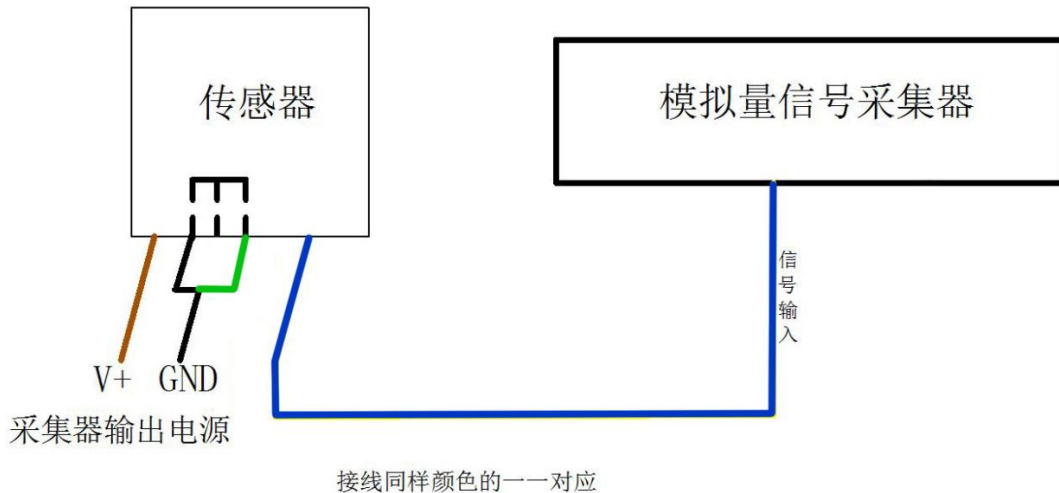 传感器
模拟量信号采集器
信号输入
V+ GND
采集器输出电源
接线同样颜色的一一对应